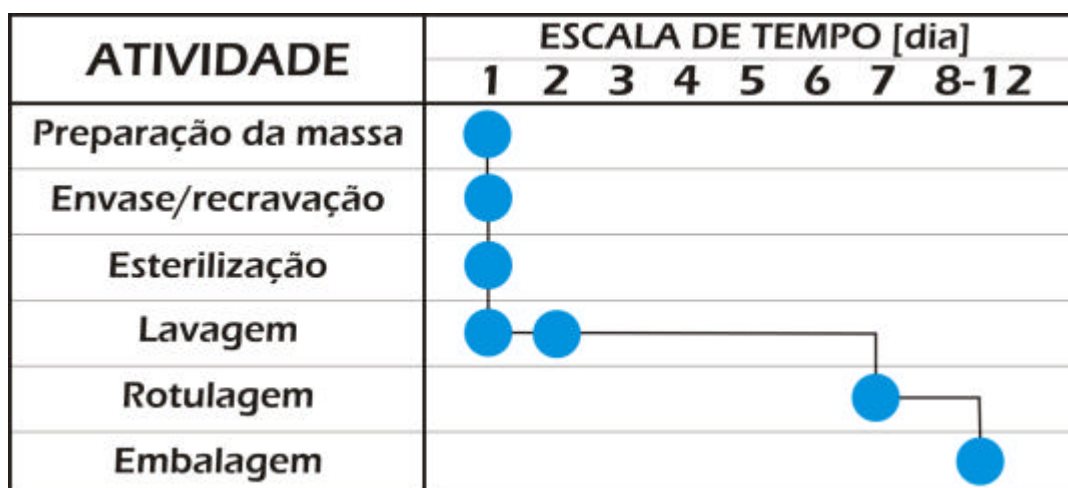 ATIVIDADE
ESCALA DE TEMPO [dia]
1 2 3 4 5 6 7 8-12
Preparação da massa
Envase/recravação
Esterilização
Lavagem
Rotulagem
Embalagem